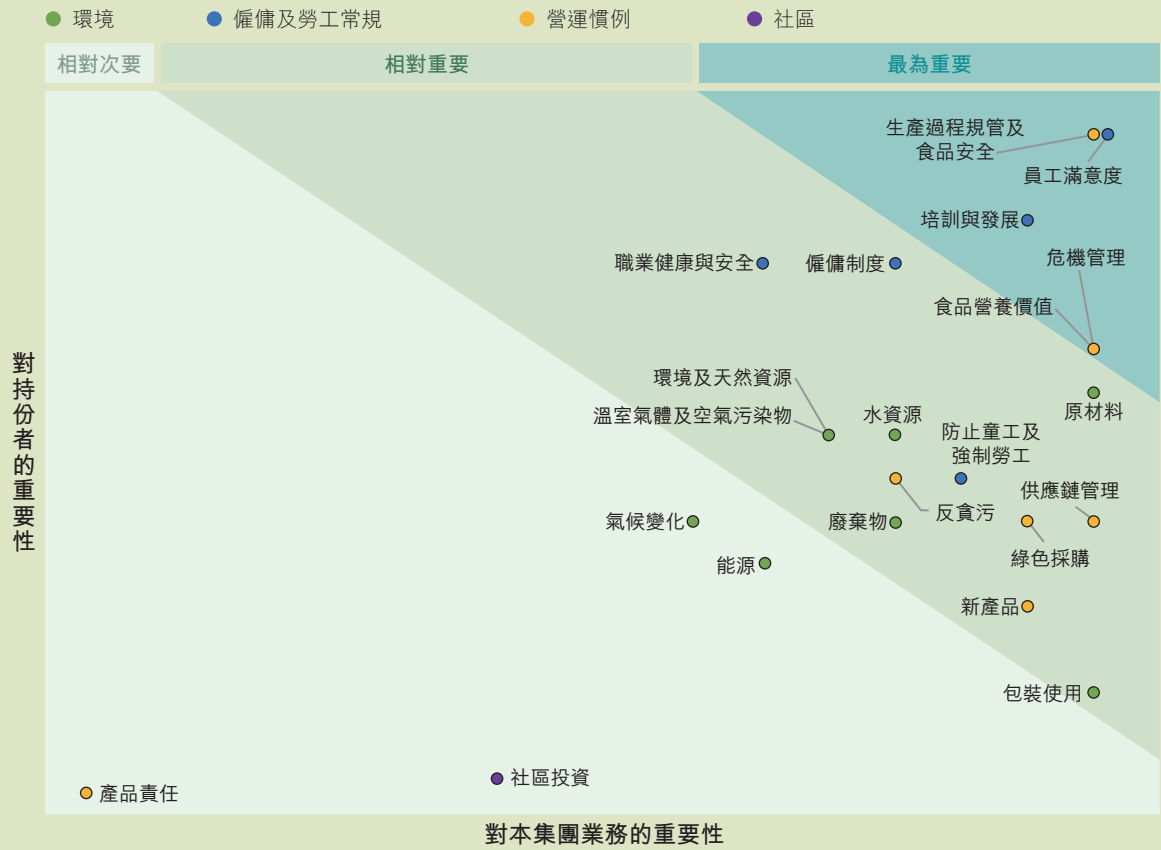 環境
僱傭及勞工常規
營運慣例
社區
相對次要
相對重要
最為重要
生產過程規管及
食品安全
員工滿意度
培訓與發展
職業健康與安全
僱傭制度
危機管理
食品營養價值
環境及天然資源
溫室氣體及空氣污染物
水資源
原材料
防止童工及
強制勞工
供應鏈管理
氣候變化
廢棄物
反貪污
綠色採購
能源
新產品
包裝使用
社區投資
產品責任
對持份者的重要性
對本集團業務的重要性